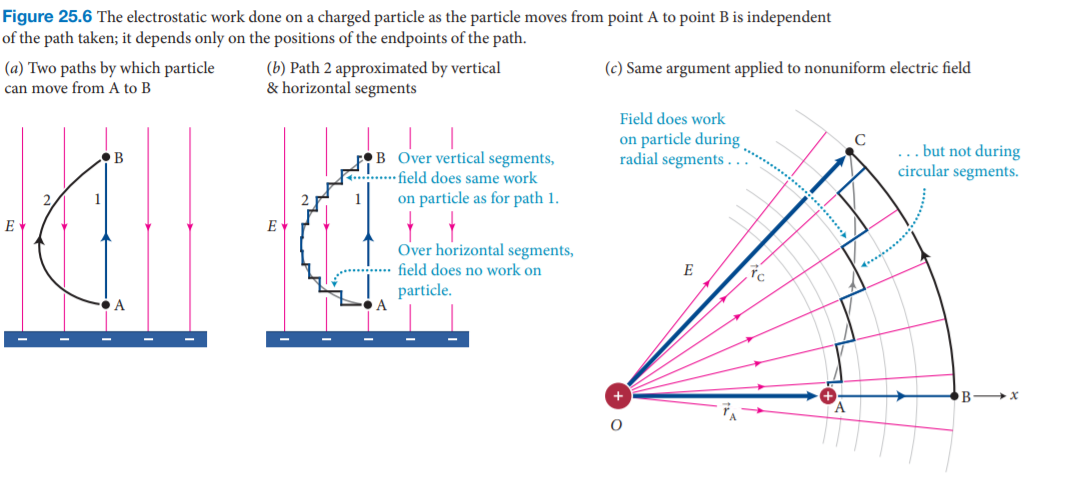 Figure 25.6 The electrostatic work done on a charged particle as the particle moves from point A to point B is independent
of the path taken; it depends only on the positions of the endpoints of the path.
(a) Two paths by which particle
can move from A to B
B
2
1
E
A
(b) Path 2 approximated by vertical
& horizontal segments
B
Over vertical segments,
field does same work
on particle as for path 1.
2
1
E
Over horizontal segments,
field does no work on
particle.
A
(c) Same argument applied to nonuniform electric field
Field does work
on particle during
radial segments . . .
C
. . . but not during
circular segments.
E
r⃗C
+
+
B
x
r⃗A
A
O